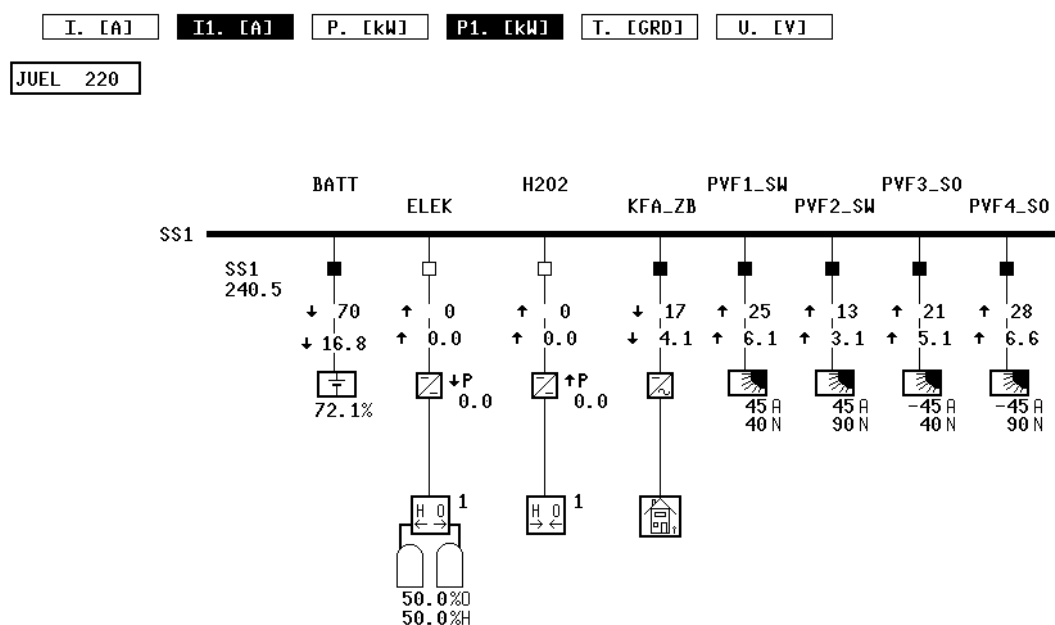 I. [A] I1. [A] P. [kW] P1. [kW] T. [GRD] U. [V]
JUEL 220
BATT H2O2 PVF1_SW PVF3_SO
ELEK KFA_ZB PVF2_SW PVF4_SO
SS1
SS1
240.5
↓ 70 ↑ 0 ↑ 0 ↓ 17 ↑ 25 ↑ 13 ↑ 21 ↑ 28
↓ 16.8 ↑ 0.0 ↑ 0.0 ↓ 4.1 ↑ 6.1 ↑ 3.1 ↑ 5.1 ↑ 6.6
↓P ↑P
0.0 0.0
72.1% 45 A 45 A -45 A -45 A
40 N 90 N 40 N 90 N
1 1
H O H O
← → → ←
50.0%O
50.0%H